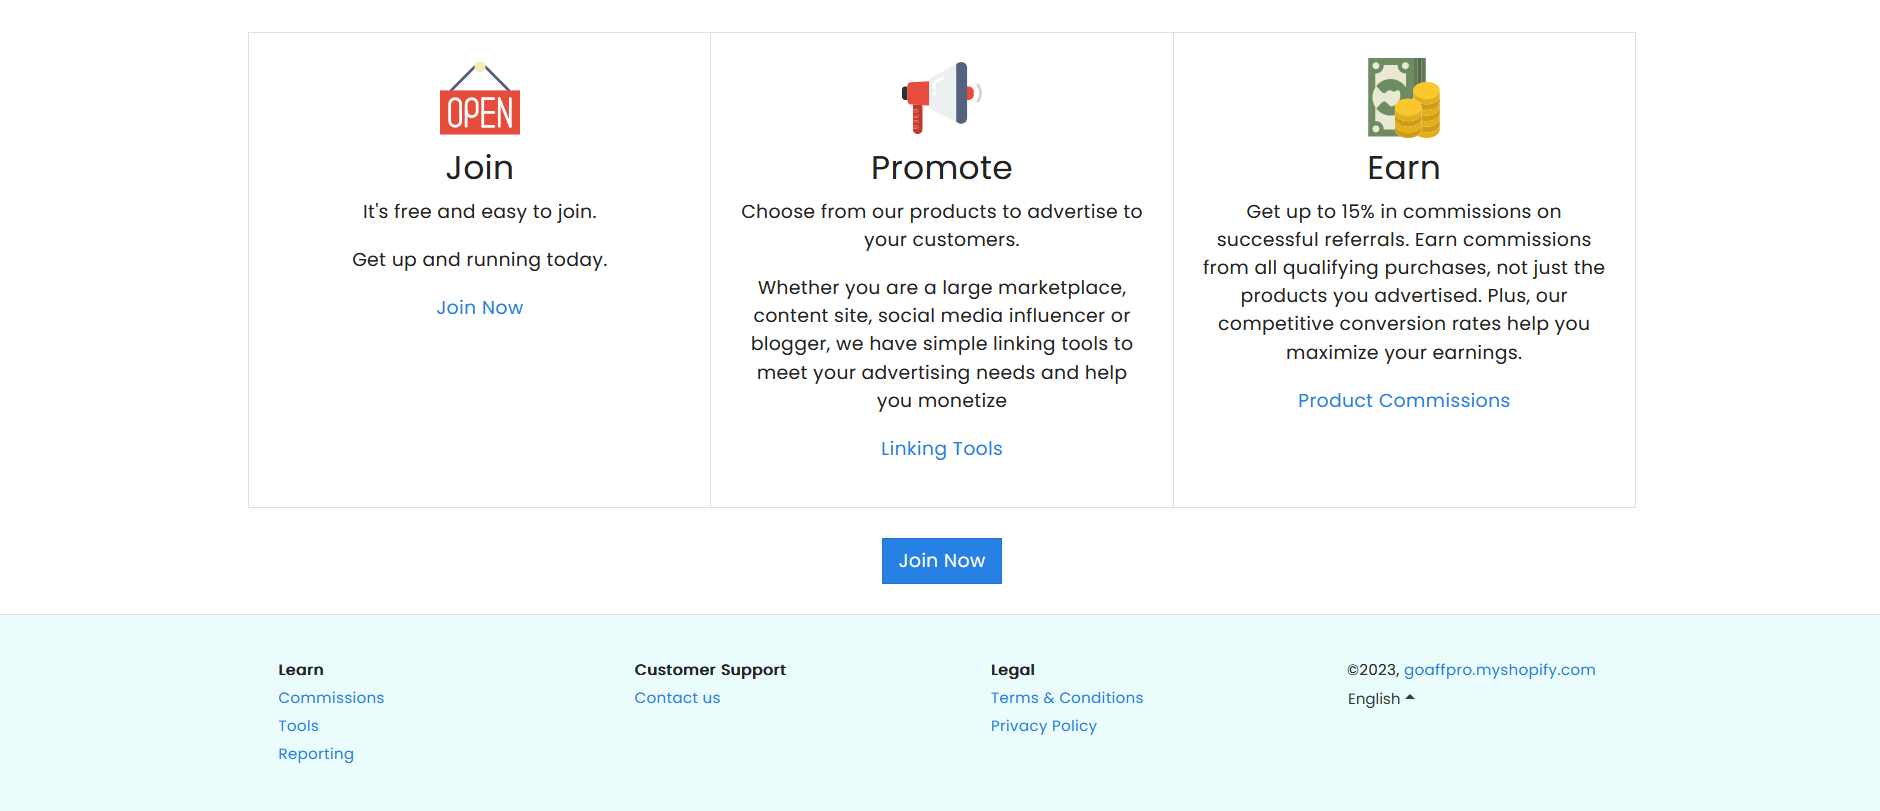 OPEN
Join
It's free and easy to join.
Get up and running today.
Join Now
Promote
Choose from our products to advertise to
your customers.
Whether you are a large marketplace,
content site, social media influencer or
blogger, we have simple linking tools to
meet your advertising needs and help
you monetize
Linking Tools
Earn
Get up to 15% in commissions on
successful referrals. Earn commissions
from all qualifying purchases, not just the
products you advertised. Plus, our
competitive conversion rates help you
maximize your earnings.
Product Commissions
Join Now
Learn
Commissions
Tools
Reporting
Customer Support
Contact us
Legal
Terms & Conditions
Privacy Policy
©2023, goaffpro.myshopify.com
English